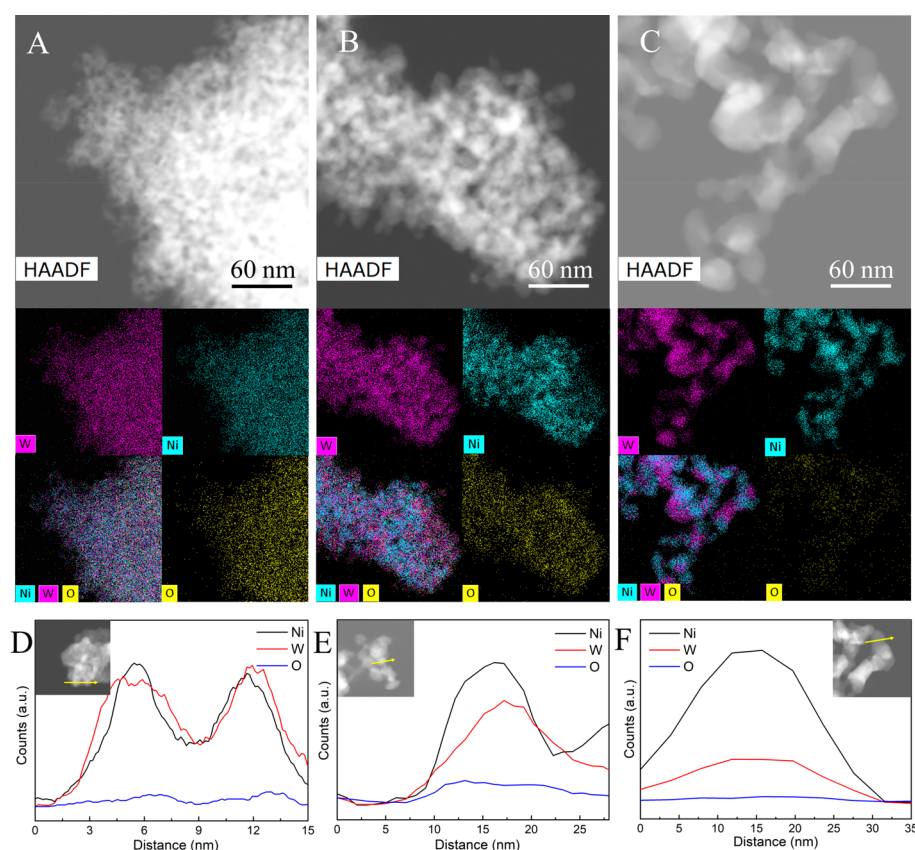 A
HAADF
60 nm
B
HAADF
60 nm
C
HAADF
60 nm
W
Ni
Ni W O
O
W
Ni
Ni W O
O
W
Ni
Ni W O
O
D
Ni
W
O
Counts (a.u.)
0 3 6 9 12 15
Distance (nm)
E
Ni
W
O
Counts (a.u.)
0 5 10 15 20 25
Distance (nm)
F
Ni
W
O
Counts (a.u.)
0 5 10 15 20 25 30 35
Distance (nm)